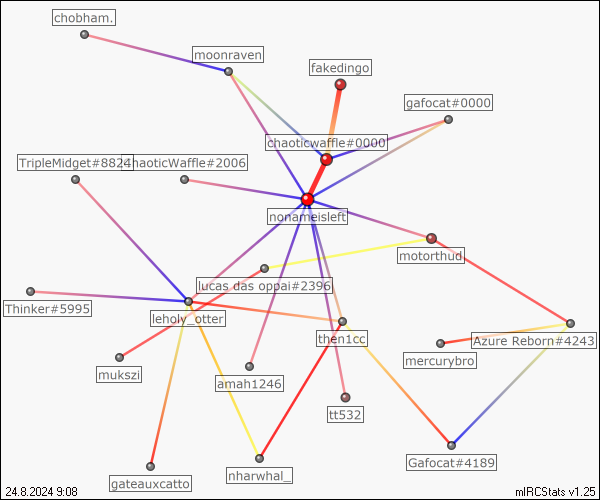 chobham.
moonraven
fakedingo
gafocat#0000
chaoticwaffle#0000
TripleMidget#8824
ChaoticWaffle#2006
nonameisleft
motorthud
lucas das oppai#2396
Thinker#5995
leholy_otter
then1cc
Azure Reborn#4243
mercurybro
mukszi
amah1246
tt532
Gafocat#4189
nharwhal_
gateauxcatto
24.8.2024 9:08
mIRCStats v1.25